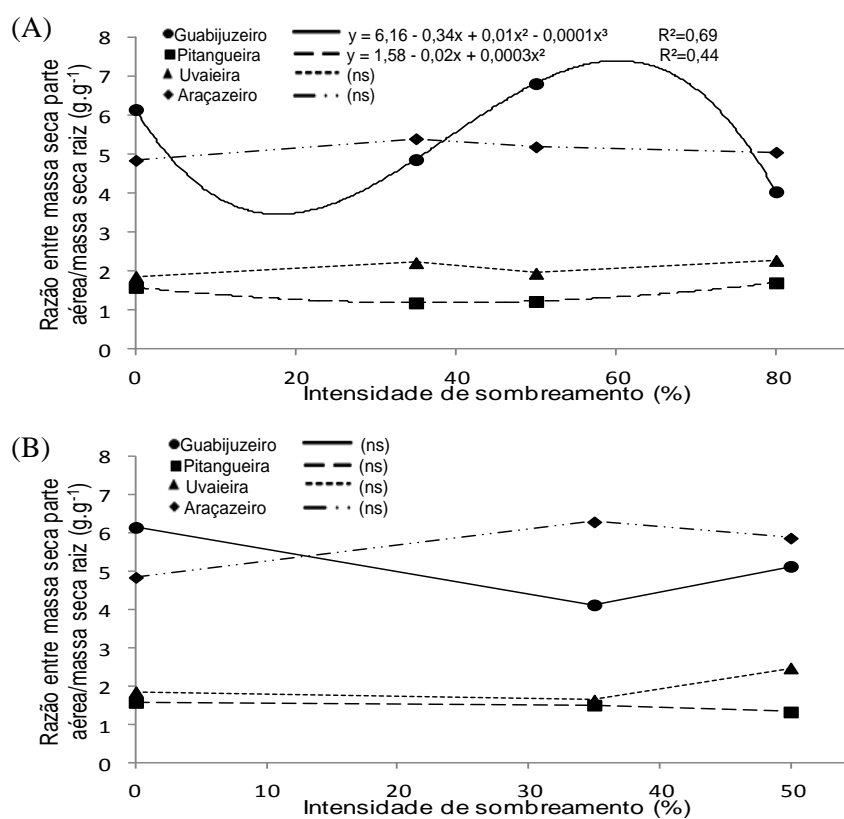 (A)
Guabijuzeiro y = 6,16 - 0,34x + 0,01x² - 0,0001x³ R²=0,69
Pitangueira y = 1,58 - 0,02x + 0,0003x² R²=0,44
Uvaieira (ns)
Araçazeiro (ns)
Razão entre massa seca parte
aérea/massa seca raiz (g.g⁻¹)
8
7
6
5
4
3
2
1
0
0 20 40 60 80
Intensidade de sombreamento (%)
(B)
Guabijuzeiro (ns)
Pitangueira (ns)
Uvaieira (ns)
Araçazeiro (ns)
Razão entre massa seca parte
aérea/massa seca raiz (g.g⁻¹)
8
7
6
5
4
3
2
1
0
0 10 20 30 40 50
Intensidade de sombreamento (%)